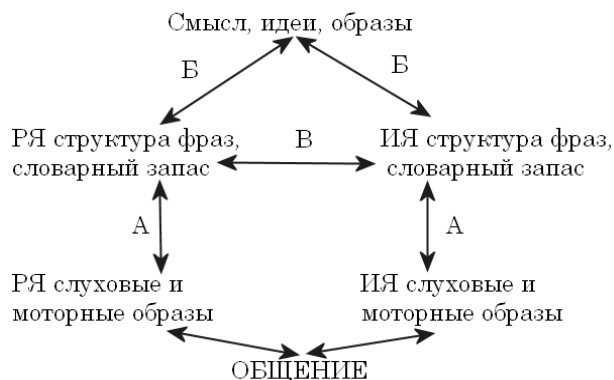 Смысл, идеи, образы
Б
Б
РЯ структура фраз,
словарный запас
В
ИЯ структура фраз,
словарный запас
А
А
РЯ слуховые и
моторные образы
ИЯ слуховые и
моторные образы
ОБЩЕНИЕ